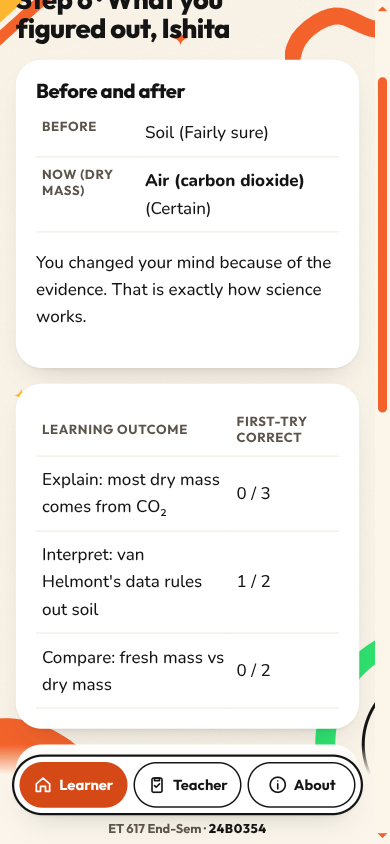 Step 6 · What you
figured out, Ishita
Before and after
BEFORE
Soil (Fairly sure)
NOW (DRY
MASS)
Air (carbon dioxide)
(Certain)
You changed your mind because of the
evidence. That is exactly how science
works.
LEARNING OUTCOME
FIRST-TRY
CORRECT
Explain: most dry mass
comes from CO₂
0 / 3
Interpret: van
Helmont's data rules
out soil
1 / 2
Compare: fresh mass vs
dry mass
0 / 2
Learner
Teacher
About
ET 617 End-Sem · 24B0354